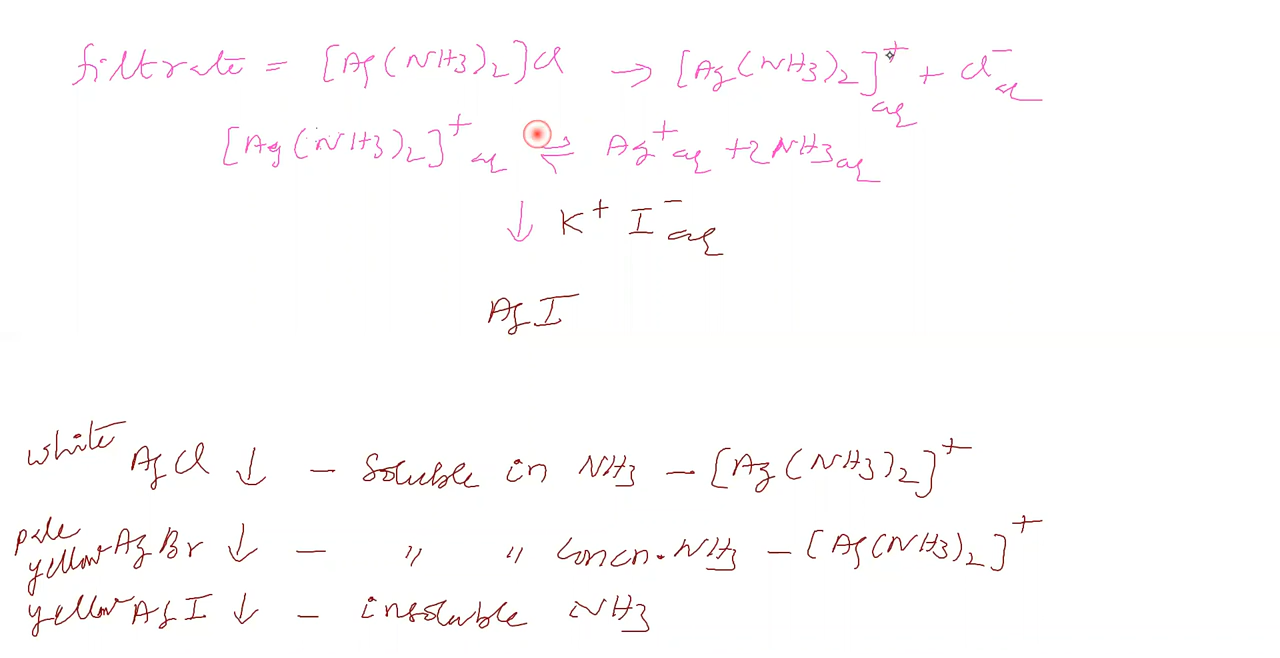 filtrate = [Ag(NH3)2]Cl → [Ag(NH3)2]⁺aq + Cl⁻aq
[Ag(NH3)2]⁺aq ⇌ Ag⁺aq + 2NH3aq
↓ K⁺ I⁻aq
AgI
white AgCl ↓ - Soluble in NH3 - [Ag(NH3)2]⁺
pale yellow AgBr ↓ - " " Concn. NH3 - [Ag(NH3)2]⁺
yellow AgI ↓ - insoluble NH3